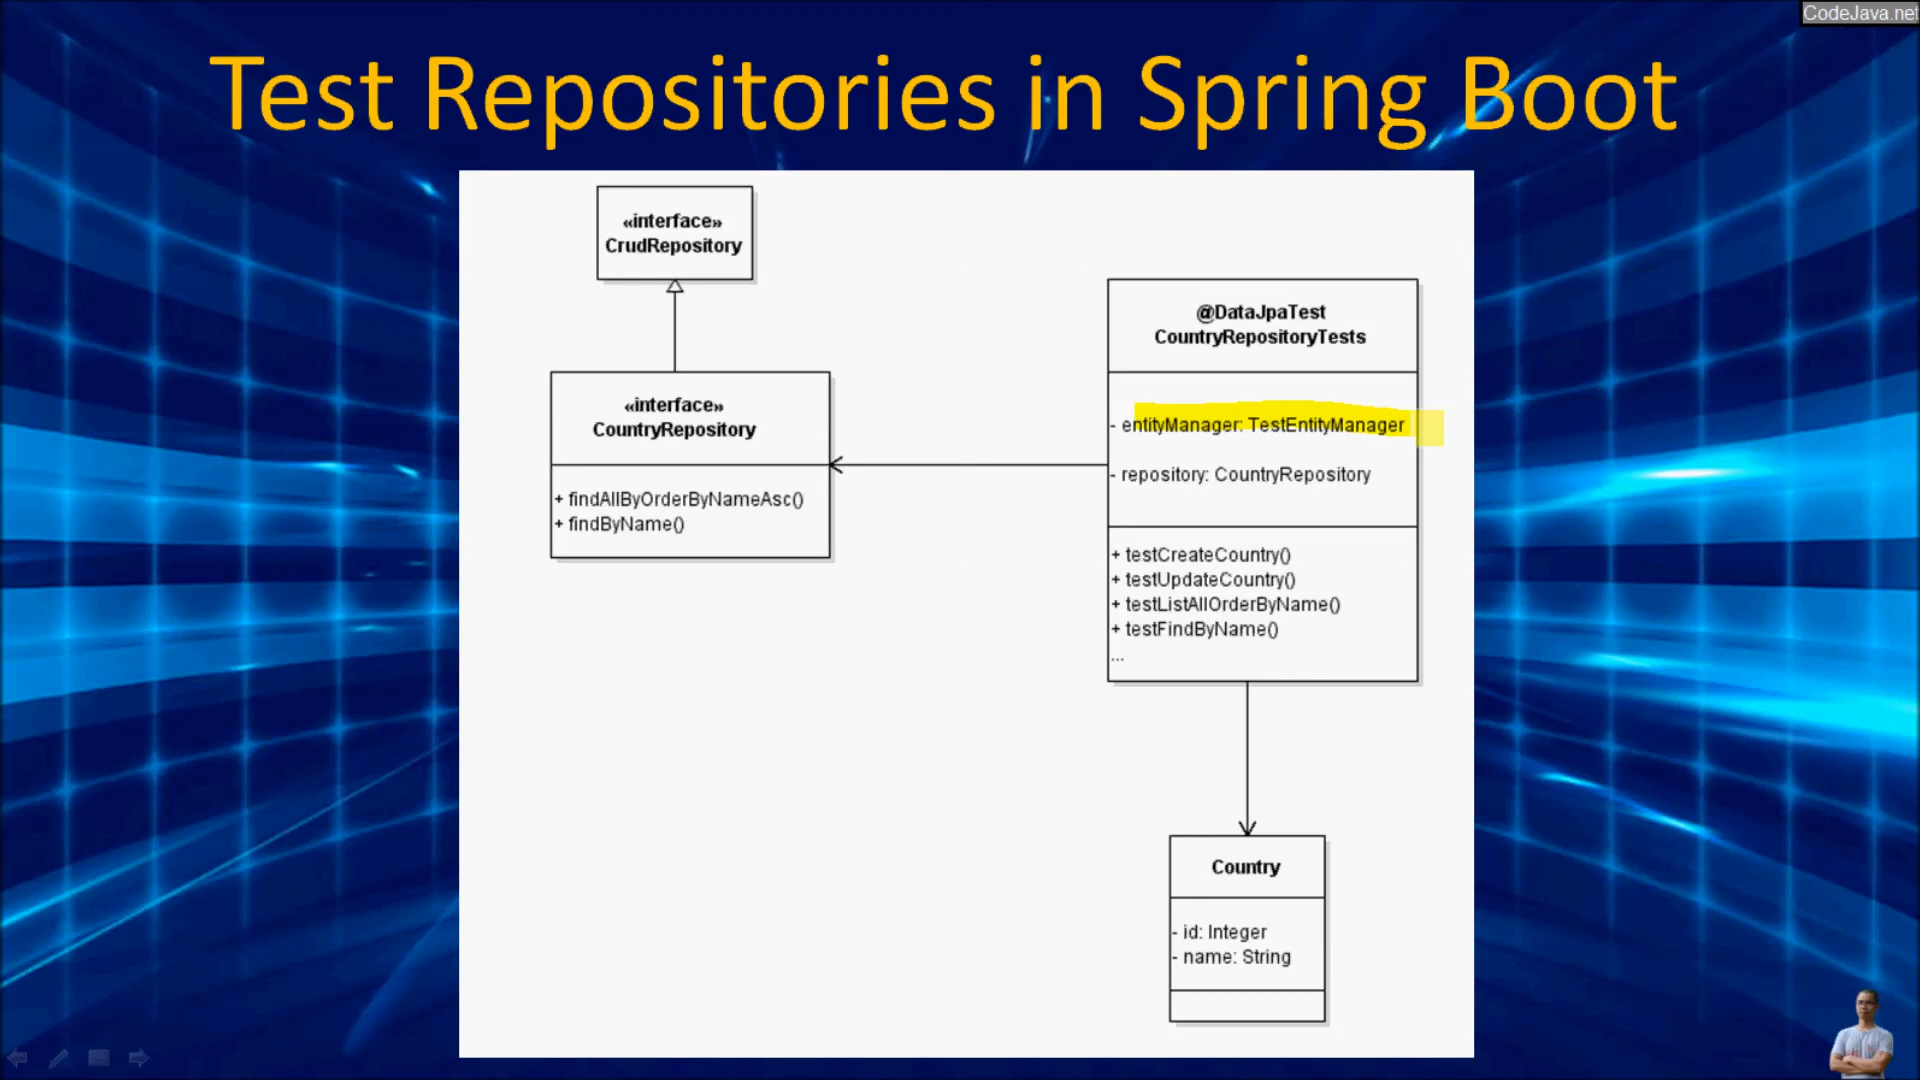 CodeJava.net
Test Repositories in Spring Boot
«interface»
CrudRepository
«interface»
CountryRepository
+ findAllByOrderByNameAsc()
+ findByName()
@DataJpaTest
CountryRepositoryTests
- entityManager: TestEntityManager
- repository: CountryRepository
+ testCreateCountry()
+ testUpdateCountry()
+ testListAllOrderByName()
+ testFindByName()
...
Country
- id: Integer
- name: String